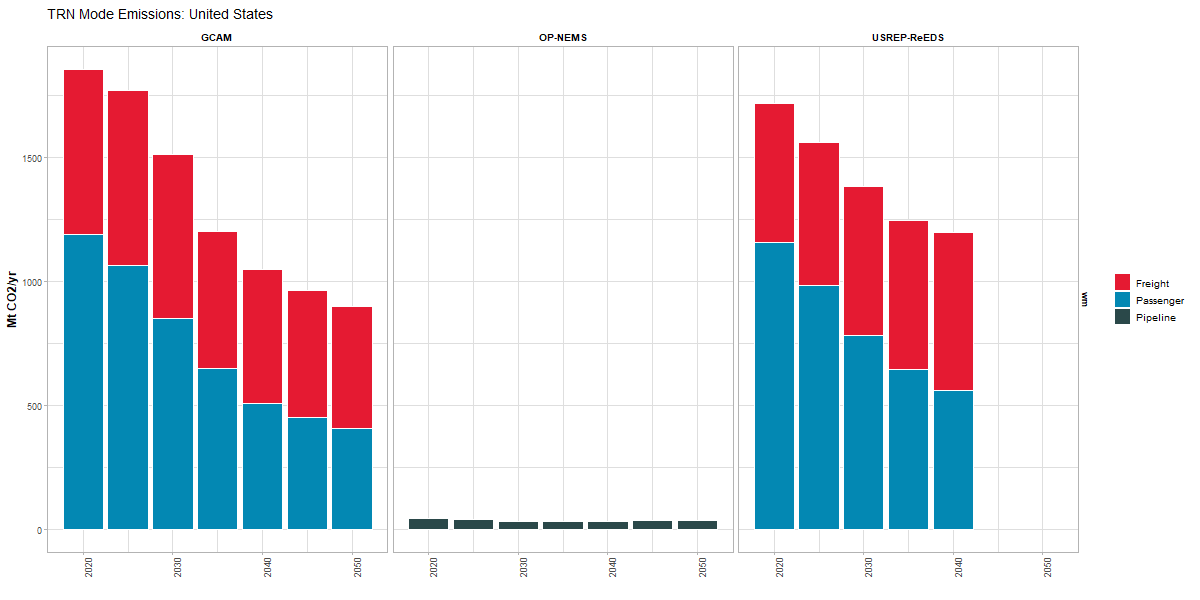 TRN Mode Emissions: United States
GCAM
OP-NEMS
USREP-ReEDS
Mt CO2/yr
1500
1000
500
0
2020
2030
2040
2050
2020
2030
2040
2050
2020
2030
2040
2050
wm
Freight
Passenger
Pipeline